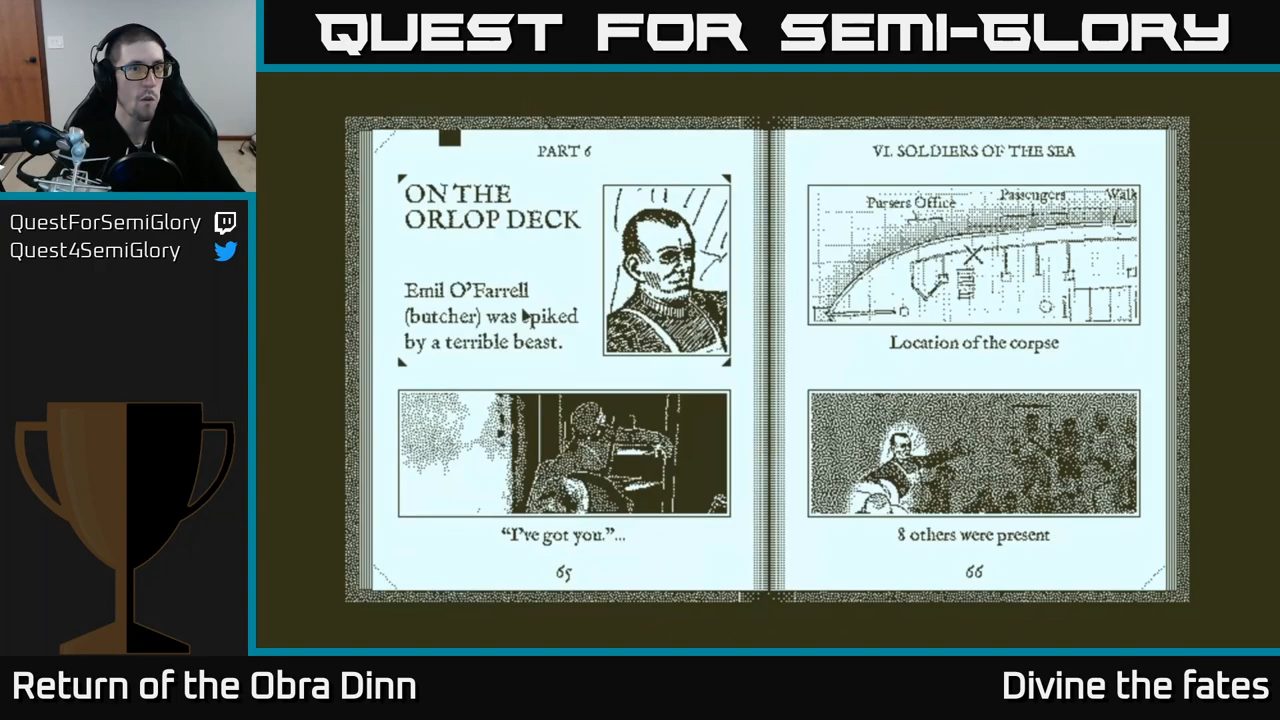 QUEST FOR SEMI-GLORY
QuestForSemiGlory
Quest4SemiGlory
PART 6
ON THE
ORLOP DECK
Emil O'Farrell
(butcher) was spiked
by a terrible beast.
"I've got you."...
65
VI. SOLDIERS OF THE SEA
Pursers Office
Passengers
Walk
Location of the corpse
8 others were present
66
Return of the Obra Dinn
Divine the fates